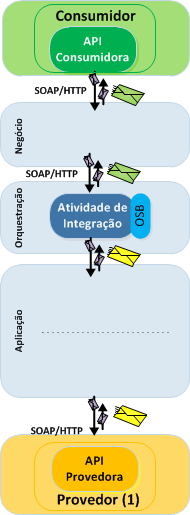 Consumidor
API
Consumidora
SOAP/HTTP
Negócio
SOAP/HTTP
Orquestração
Atividade de
Integração
OSB
Aplicação
SOAP/HTTP
API
Provedora
Provedor (1)